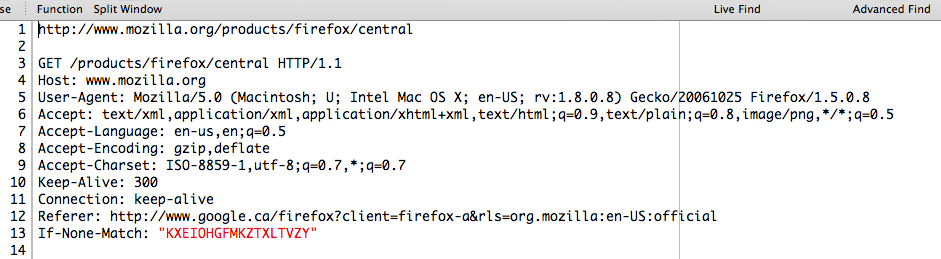 se Function Split Window Live Find Advanced Find
1 http://www.mozilla.org/products/firefox/central
2
3 GET /products/firefox/central HTTP/1.1
4 Host: www.mozilla.org
5 User-Agent: Mozilla/5.0 (Macintosh; U; Intel Mac OS X; en-US; rv:1.8.0.8) Gecko/20061025 Firefox/1.5.0.8
6 Accept: text/xml,application/xml,application/xhtml+xml,text/html;q=0.9,text/plain;q=0.8,image/png,*/*;q=0.5
7 Accept-Language: en-us,en;q=0.5
8 Accept-Encoding: gzip,deflate
9 Accept-Charset: ISO-8859-1,utf-8;q=0.7,*;q=0.7
10 Keep-Alive: 300
11 Connection: keep-alive
12 Referer: http://www.google.ca/firefox?client=firefox-a&rls=org.mozilla:en-US:official
13 If-None-Match: "KXEIOHGFMKZTXLTVZY"
14